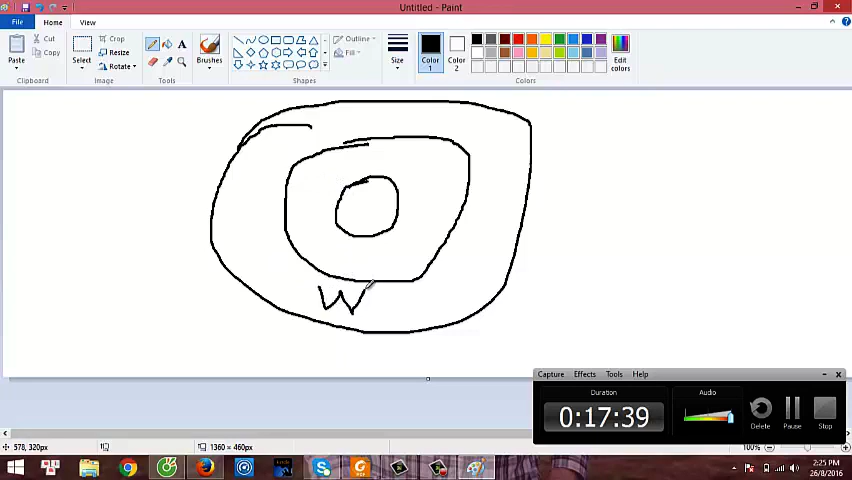 Untitled - Paint
File
Home
View
Paste
Cut
Copy
Clipboard
Select
Crop
Resize
Rotate
Image
Tools
A
Brushes
Outline
Fill
Shapes
Size
Color 1
Color 2
Edit colors
Colors
W
Capture Effects Tools Help
Duration
0:17:39
Audio
Delete
Pause
Stop
578, 320px
1360 × 460px
100%
2:25 PM
26/8/2016